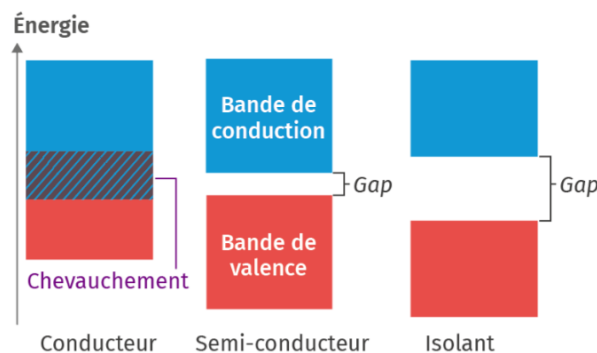 Énergie
Bande de
conduction
Gap
Gap
Bande de
valence
Chevauchement
Conducteur
Semi-conducteur
Isolant